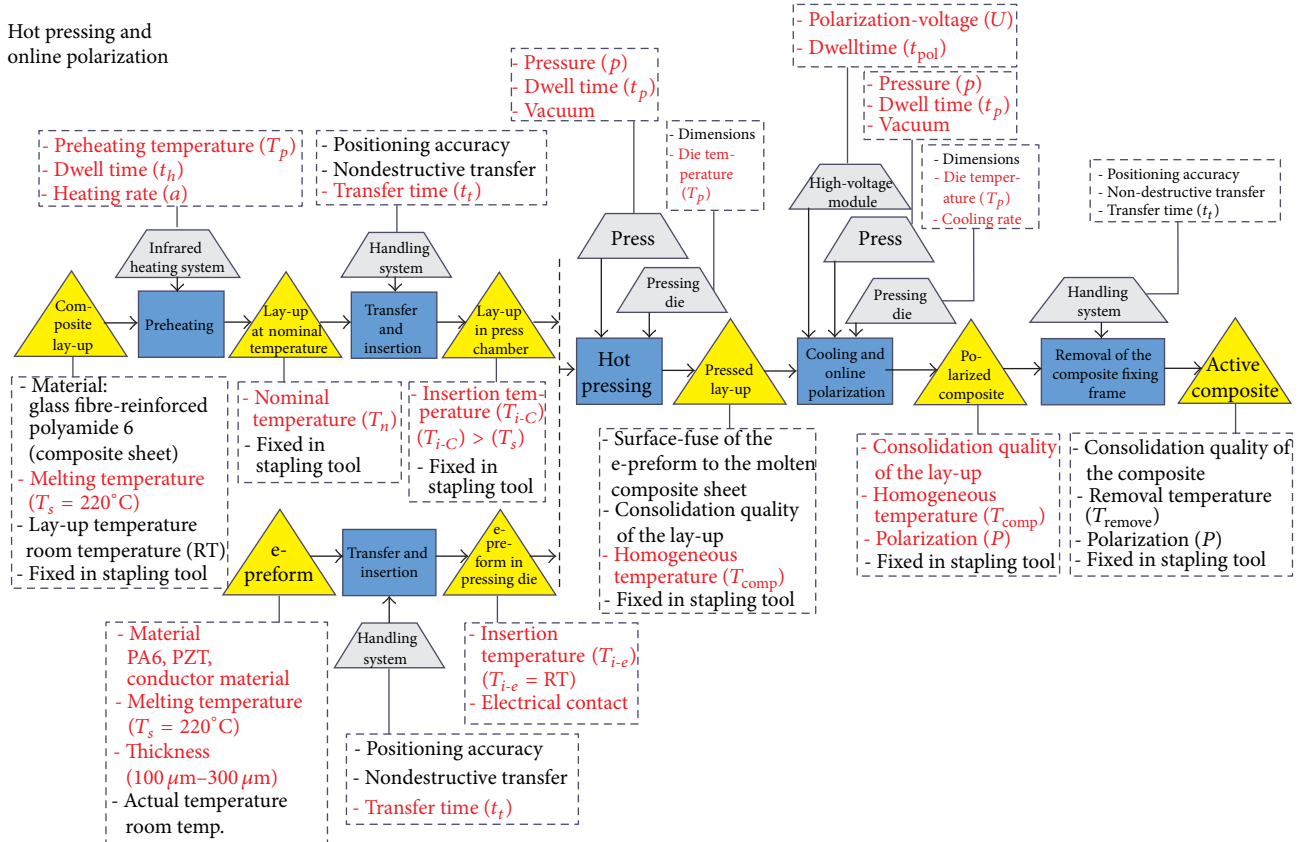 Hot pressing and
online polarization
- Polarization-voltage (U)
- Dwelltime (t_pol)
- Pressure (p)
- Dwell time (t_p)
- Vacuum
- Pressure (p)
- Dwell time (t_p)
- Vacuum
- Preheating temperature (T_p)
- Dwell time (t_h)
- Heating rate (a)
- Positioning accuracy
- Nondestructive transfer
- Transfer time (t_t)
- Dimensions
- Die tem-
perature
(T_p)
- Dimensions
- Die temper-
ature (T_p)
- Cooling rate
- Positioning accuracy
- Non-destructive transfer
- Transfer time (t_t)
Infrared
heating system
Handling
system
Press
Pressing
die
High-voltage
module
Press
Pressing
die
Handling
system
Com-
posite
lay-up
Preheating
Lay-up
at nominal
temperature
Transfer
and
insertion
Lay-up
in press
chamber
Hot
pressing
Pressed
lay-up
Cooling and
online
polarization
Po-
larized
composite
Removal of the
composite fixing
frame
Active
composite
- Material:
glass fibre-reinforced
polyamide 6
(composite sheet)
- Melting temperature
(T_s = 220°C)
- Lay-up temperature
room temperature (RT)
- Fixed in stapling tool
- Nominal
temperature (T_n)
- Fixed in
stapling tool
- Insertion tem-
perature (T_i-C)
(T_i-C) > (T_s)
- Fixed in
stapling tool
- Surface-fuse of the
e-preform to the molten
composite sheet
- Consolidation quality
of the lay-up
- Homogeneous
temperature (T_comp)
- Fixed in stapling tool
- Consolidation quality
of the lay-up
- Homogeneous
temperature (T_comp)
- Polarization (P)
- Fixed in stapling tool
- Consolidation quality of
the composite
- Removal temperature
(T_remove)
- Polarization (P)
- Fixed in stapling tool
e-
preform
Transfer and
insertion
e-
pre-
form in
pressing die
Handling
system
- Material
PA6, PZT,
conductor material
- Melting temperature
(T_s = 220°C)
- Thickness
(100 μm–300 μm)
- Actual temperature
room temp.
- Insertion
temperature (T_i-e)
(T_i-e = RT)
- Electrical contact
- Positioning accuracy
- Nondestructive transfer
- Transfer time (t_t)